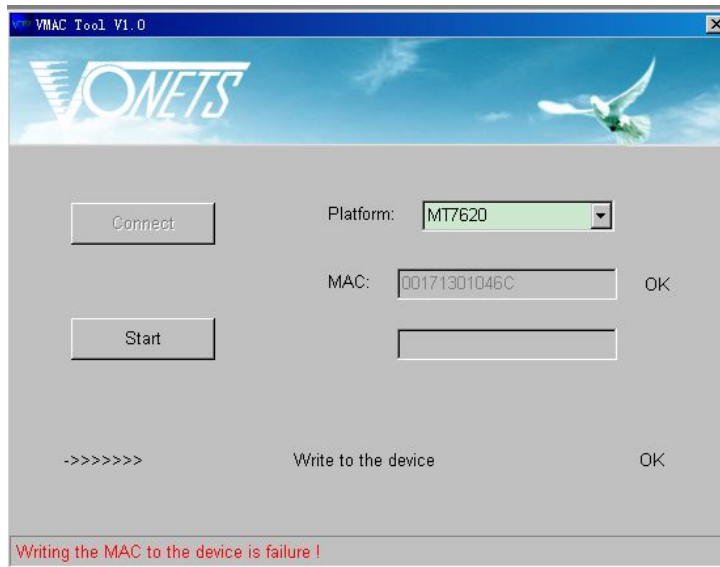 VMAC Tool V1.0
VONETS
Connect
Platform: MT7620
MAC: 00171301046C OK
Start
->>>>>>> Write to the device OK
Writing the MAC to the device is failure !